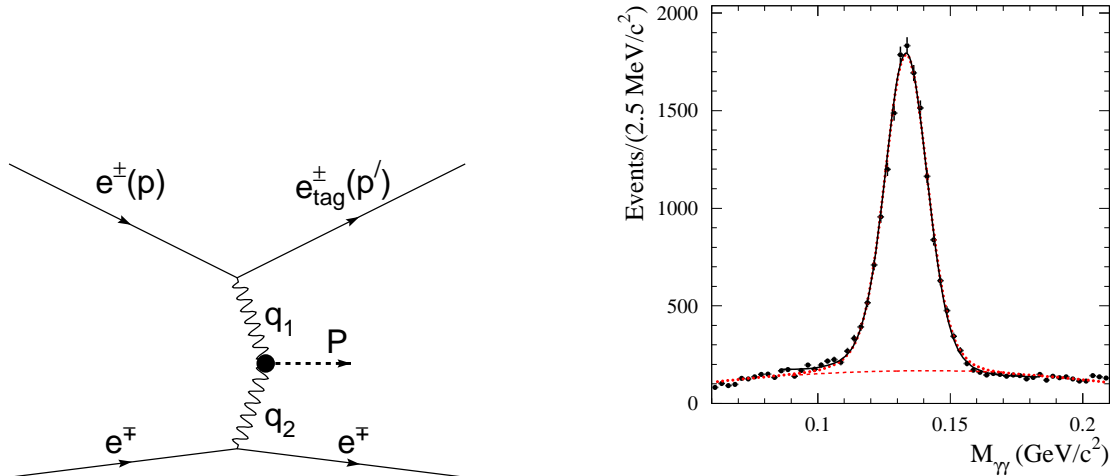 e±(p)
e±tag(p/)
q1
P
q2
e∓
e∓
Events/(2.5 MeV/c2)
2000
1500
1000
500
0
0.1
0.15
0.2
Mγγ (GeV/c2)